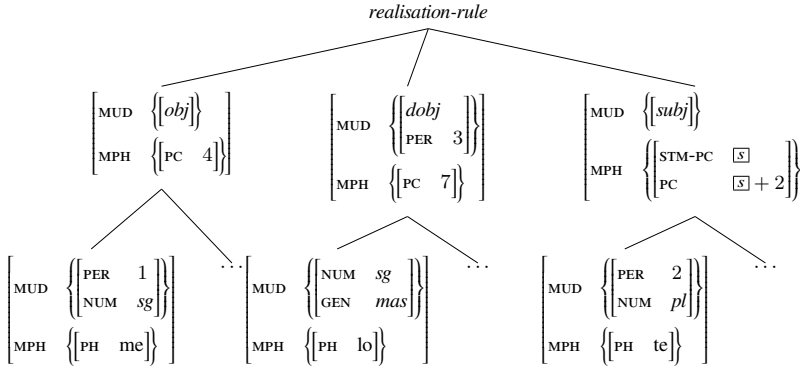 realisation-rule
[MUD {[obj]} MPH {[PC 4]}]
[MUD {[dobj PER 3]} MPH {[PC 7]}]
[MUD {[subj]} MPH {[STM-PC s PC s + 2]}]
[MUD {[PER 1 NUM sg]} MPH {[PH me]}]
...
[MUD {[NUM sg GEN mas]} MPH {[PH lo]}]
...
[MUD {[PER 2 NUM pl]} MPH {[PH te]}]
...